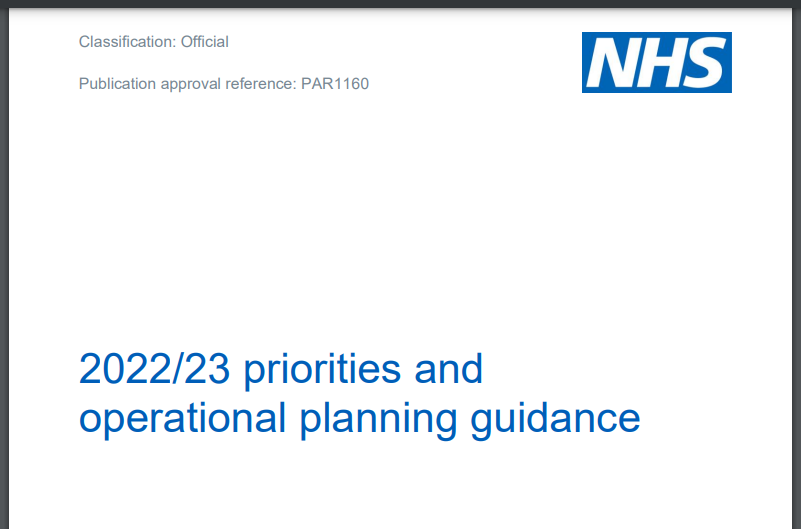 Classification: Official
NHS
Publication approval reference: PAR1160
2022/23 priorities and
operational planning guidance